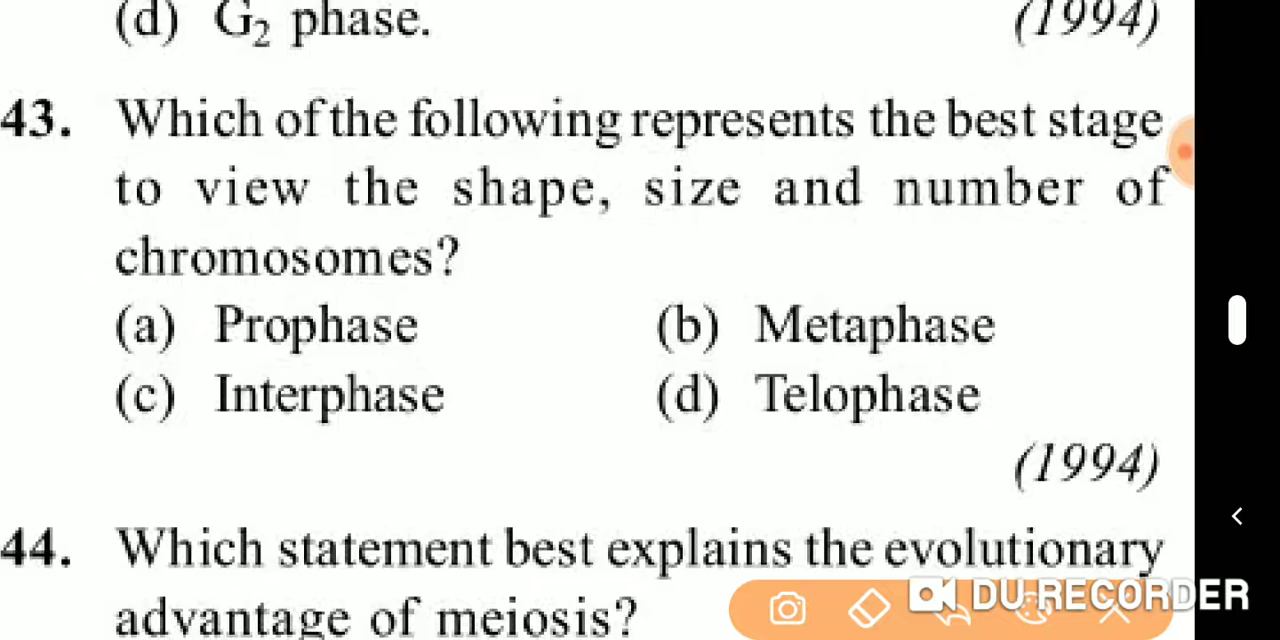 (d) G₂ phase. (1994)
43. Which of the following represents the best stage
to view the shape, size and number of
chromosomes?
(a) Prophase (b) Metaphase
(c) Interphase (d) Telophase
(1994)
44. Which statement best explains the evolutionary
advantage of meiosis?
DU RECORDER